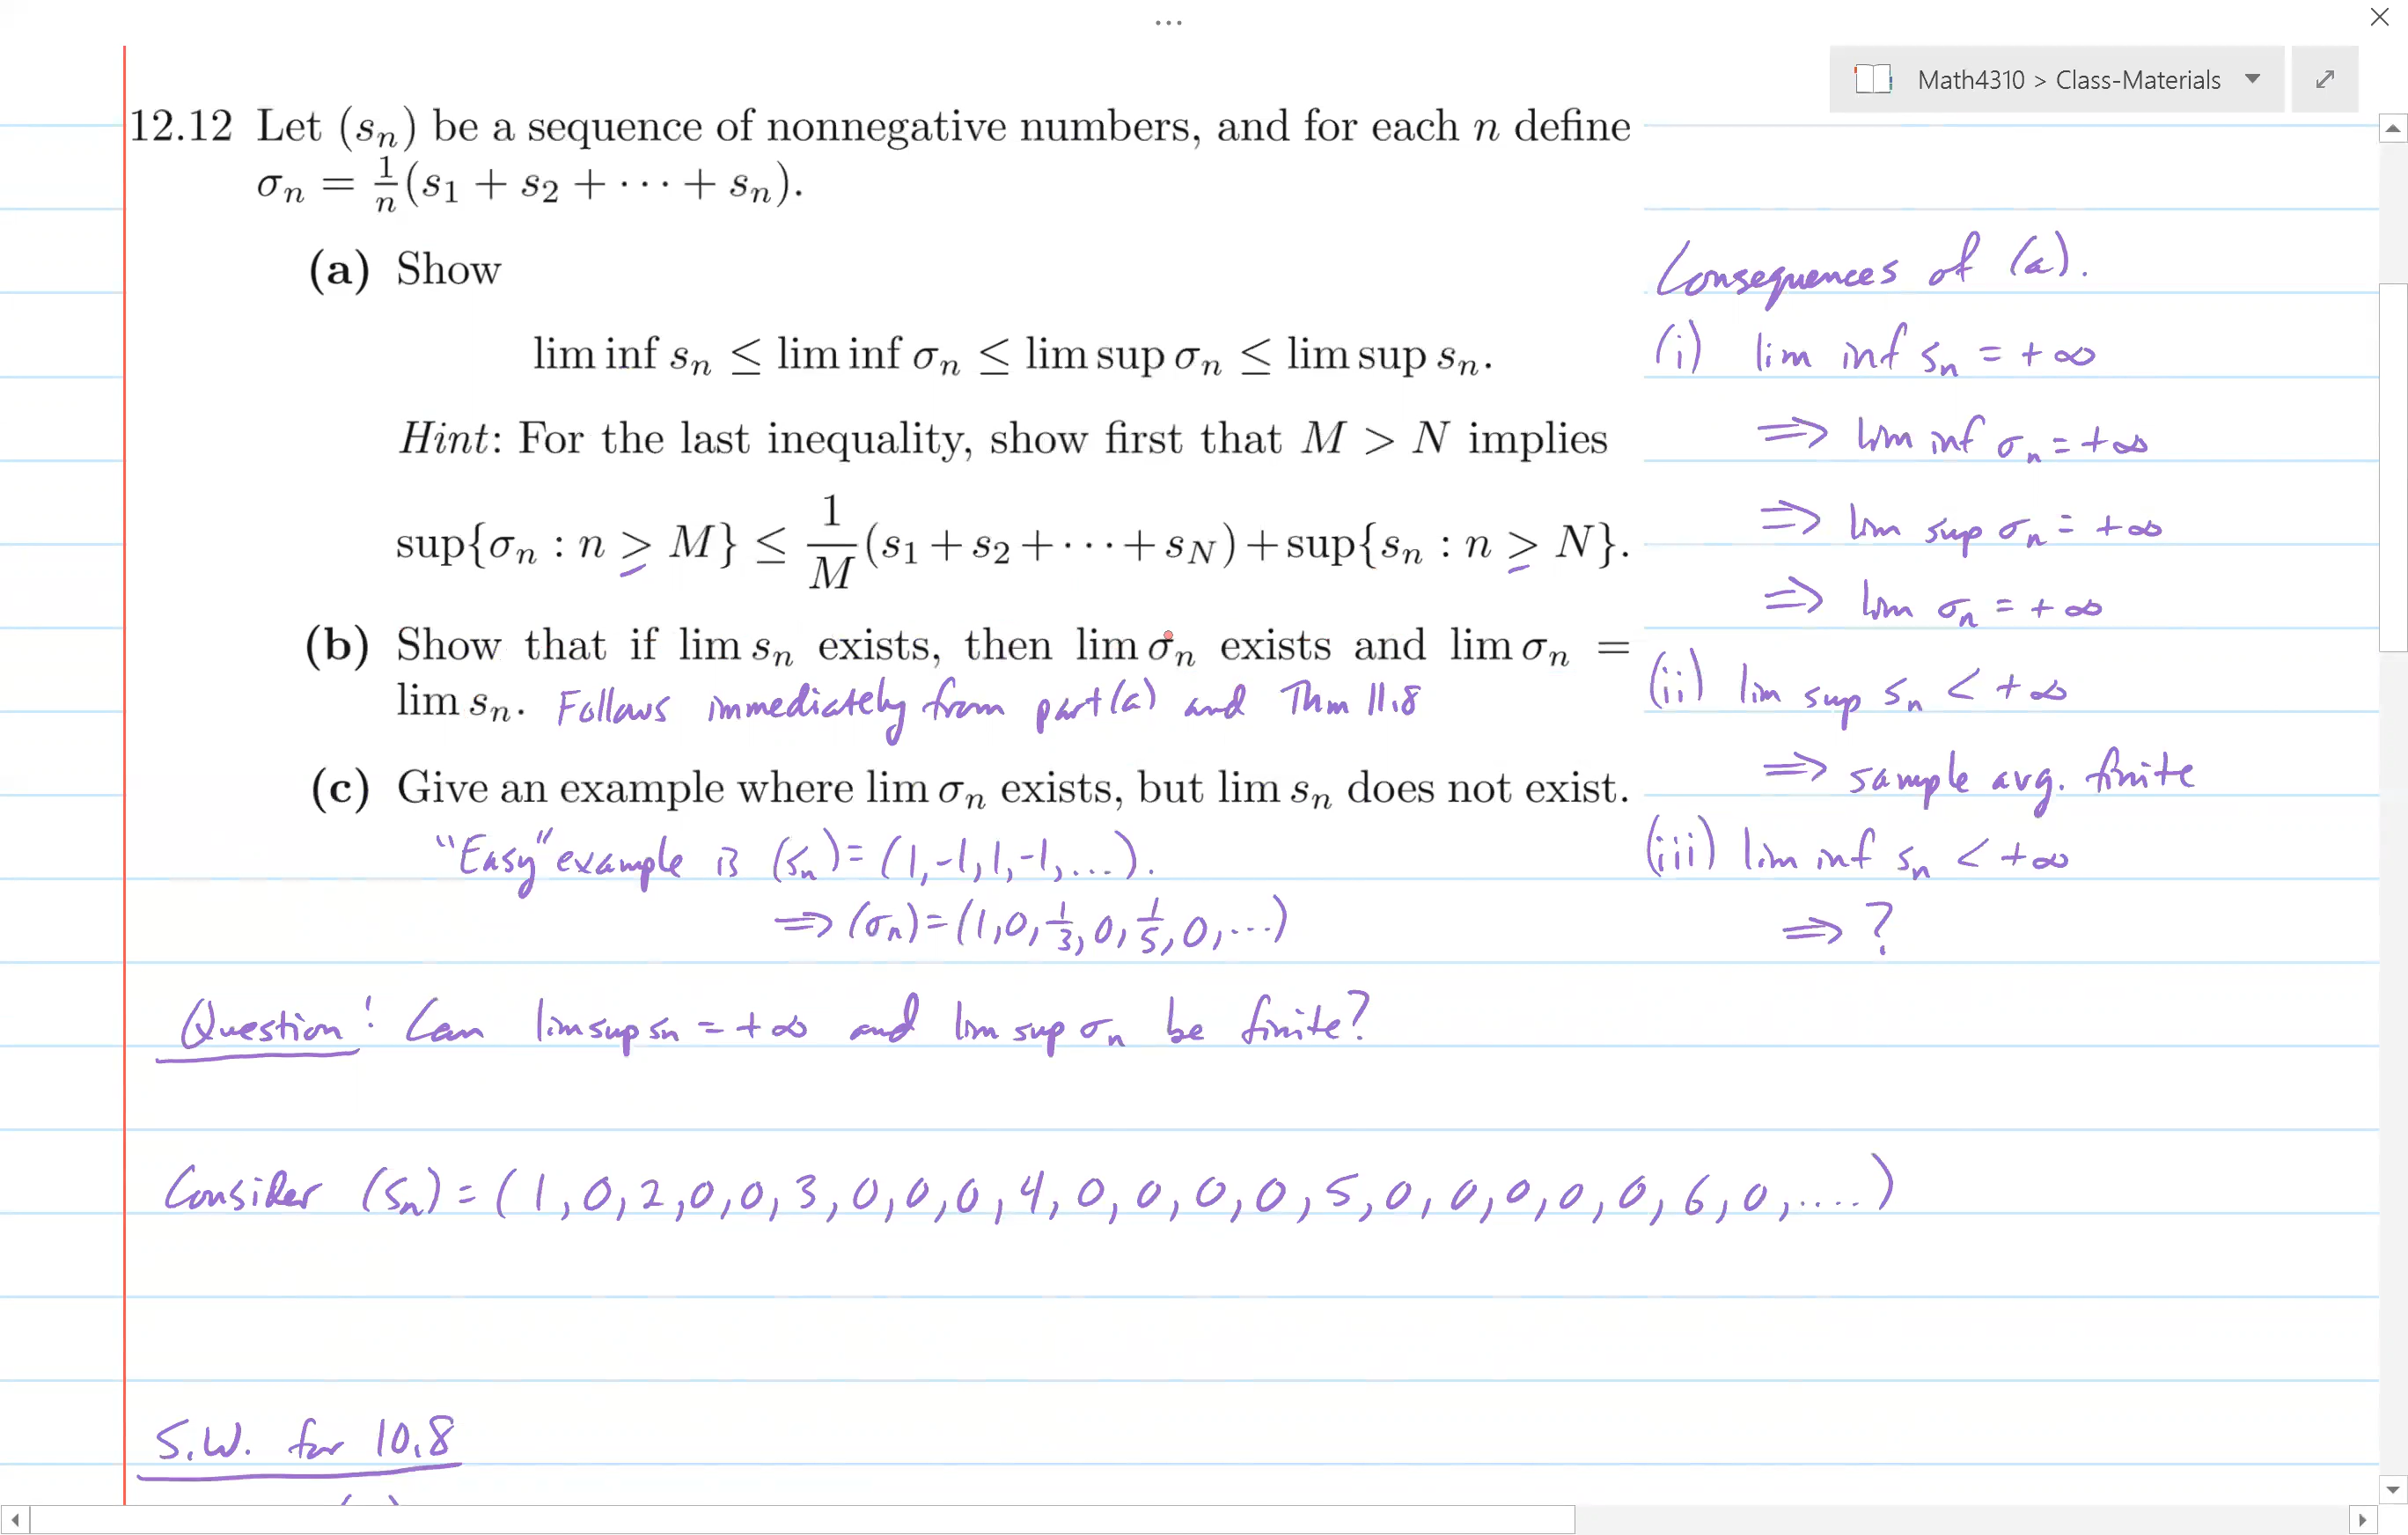 Math4310 > Class-Materials
12.12 Let (sₙ) be a sequence of nonnegative numbers, and for each n define
σₙ = 1/n (s₁ + s₂ + ··· + sₙ).
(a) Show
lim inf sₙ ≤ lim inf σₙ ≤ lim sup σₙ ≤ lim sup sₙ.
Hint: For the last inequality, show first that M > N implies
sup{σₙ : n ≥ M} ≤ 1/M (s₁ + s₂ + ··· + s_N) + sup{sₙ : n ≥ N}.
(b) Show that if lim sₙ exists, then lim σₙ exists and lim σₙ =
lim sₙ. Follows immediately from part (a) and Thm 11.8
(c) Give an example where lim σₙ exists, but lim sₙ does not exist.
"Easy" example is (sₙ) = (1, -1, 1, -1, ...).
⇒ (σₙ) = (1, 0, 1/3, 0, 1/5, 0, ...)
Consequences of (a).
(i) lim inf sₙ = +∞
⇒ lim inf σₙ = +∞
⇒ lim sup σₙ = +∞
⇒ lim σₙ = +∞
(ii) lim sup sₙ < +∞
⇒ sample avg. finite
(iii) lim inf sₙ < +∞
⇒ ?
Question: Can lim sup sₙ = +∞ and lim sup σₙ be finite?
Consider (sₙ) = (1, 0, 2, 0, 0, 3, 0, 0, 0, 4, 0, 0, 0, 0, 5, 0, 0, 0, 0, 0, 6, 0, ....)
S.W. for 10.8